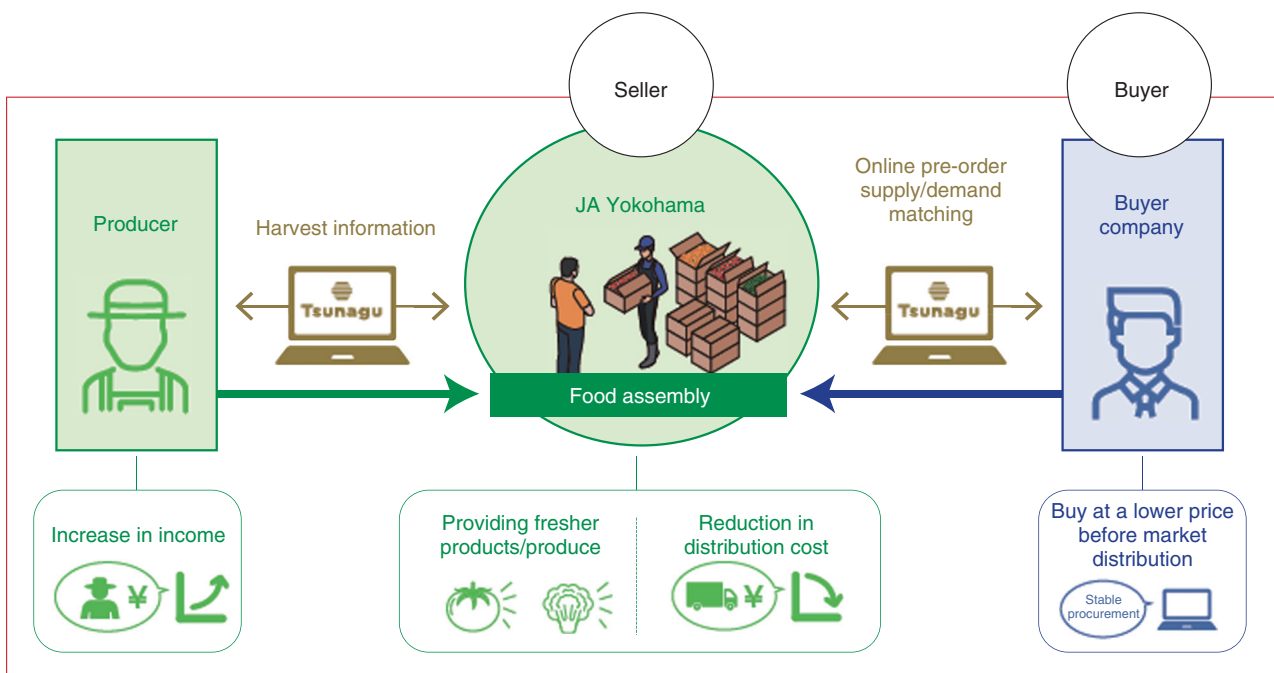 Seller
Buyer
Producer
Harvest information
JA Yokohama
Online pre-order
supply/demand
matching
Buyer
company
Tsunagu
Tsunagu
Food assembly
Increase in income
¥
Providing fresher
products/produce
Reduction in
distribution cost
¥
Buy at a lower price
before market
distribution
Stable
procurement